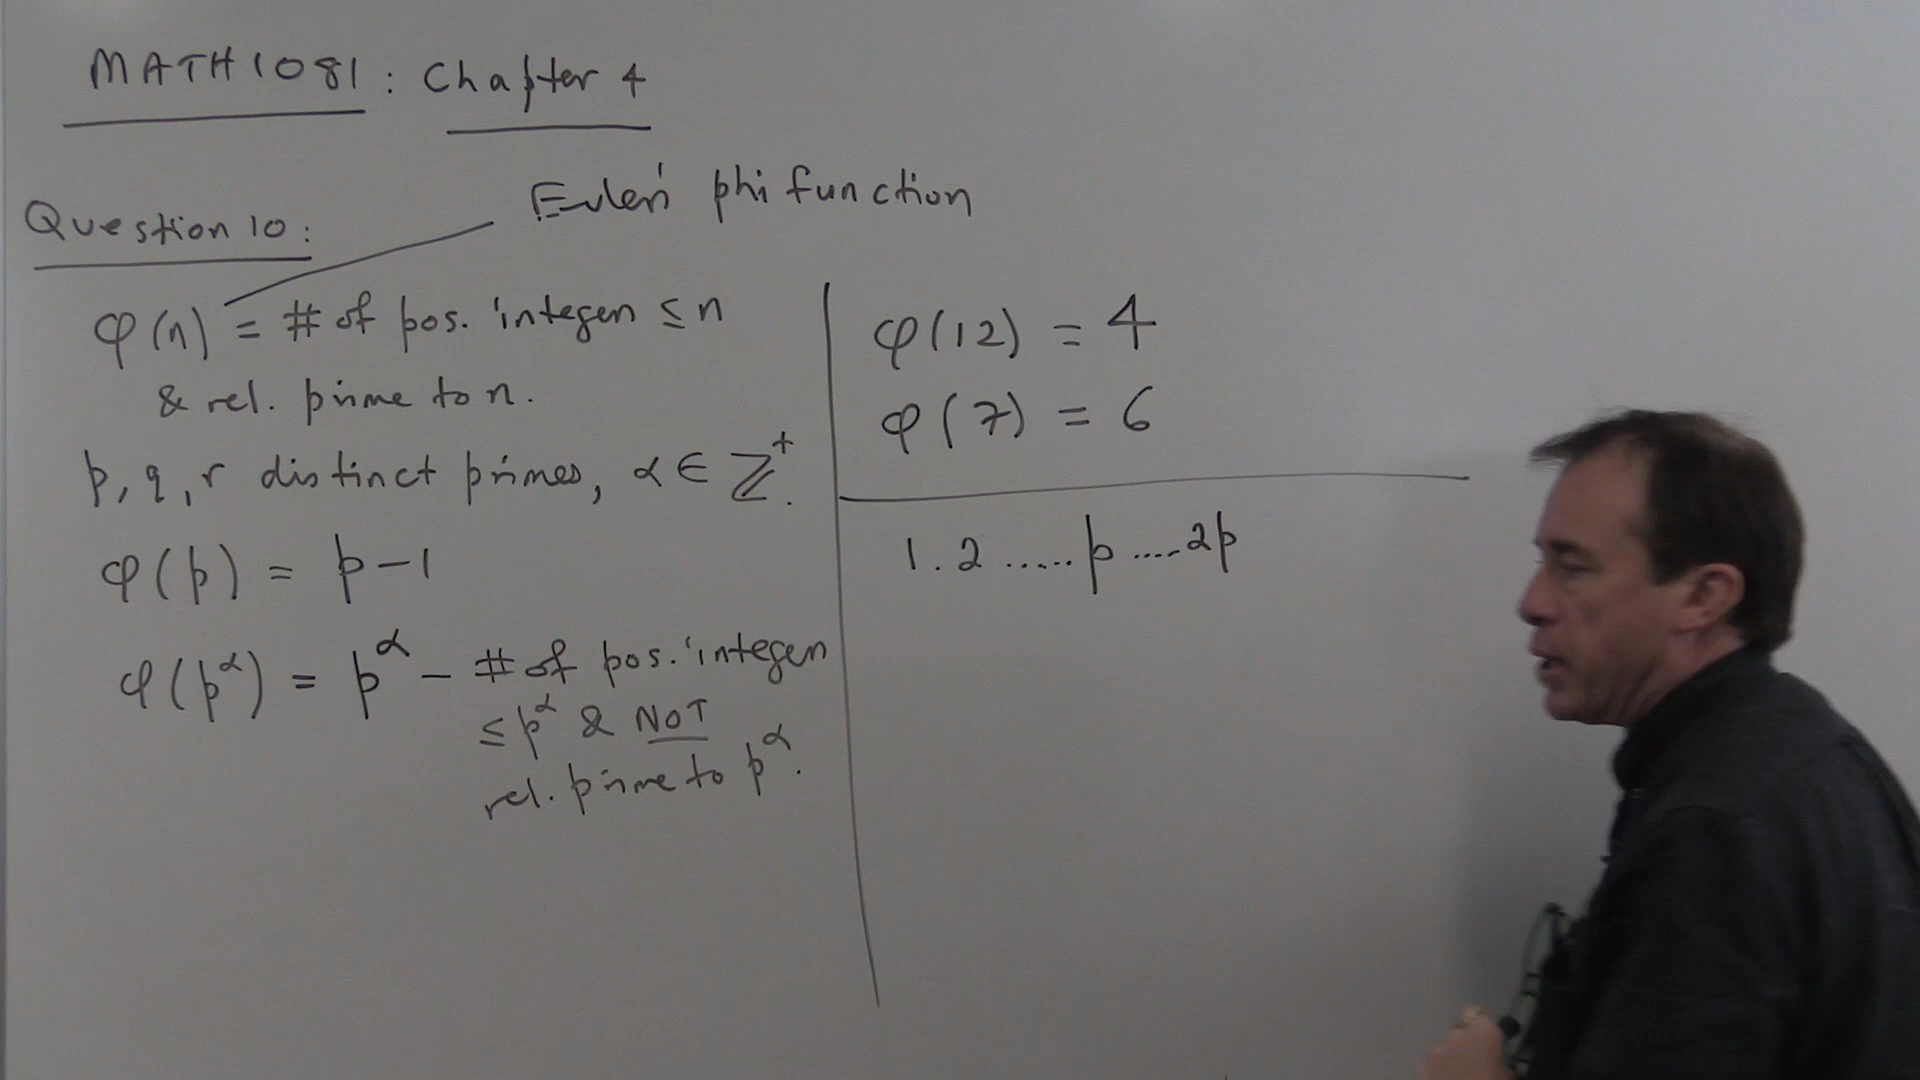 MATH1081: Chapter 4
Euler's phi function
Question 10:
φ(n) = # of pos. integers ≤ n
& rel. prime to n.
p, q, r distinct primes, α ∈ ℤ⁺.
φ(p) = p - 1
φ(p^α) = p^α - # of pos. integers
≤ p^α & NOT
rel. prime to p^α.
φ(12) = 4
φ(7) = 6
1. 2 ...... p .... 2p